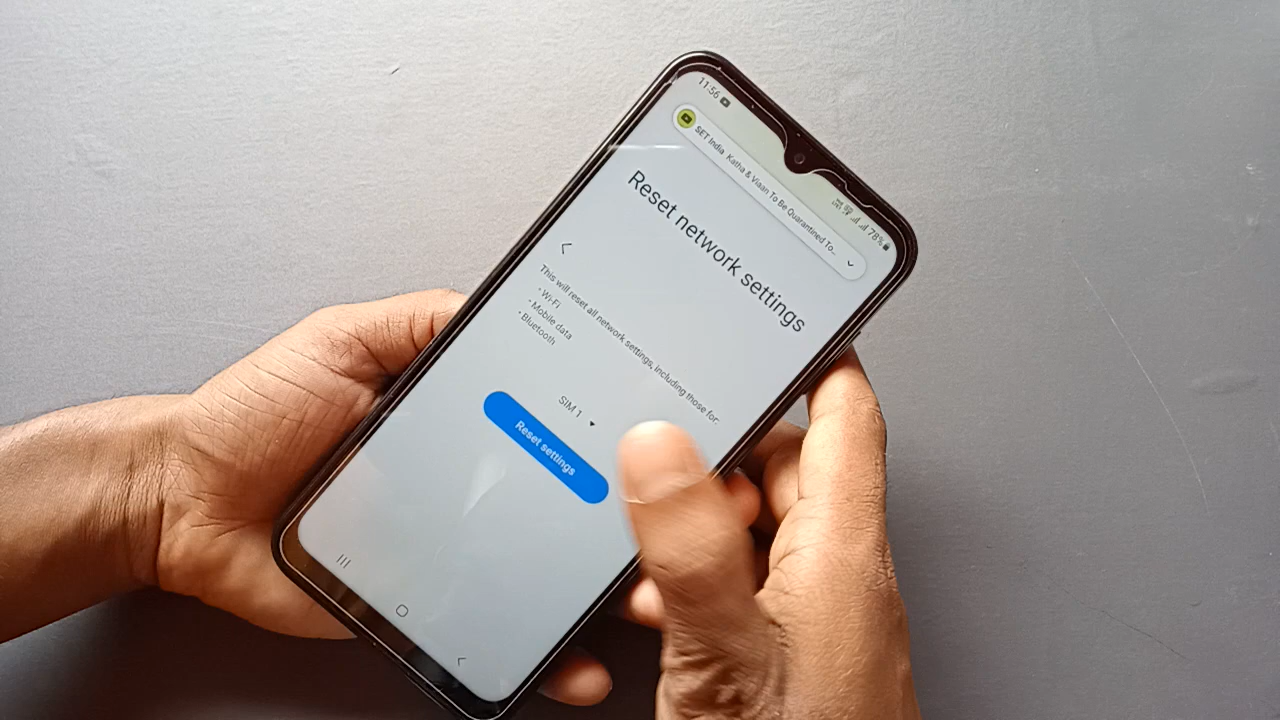 11:56
78%
SET India Katha & Viaan To Be Quarantined To...
Reset network settings
This will reset all network settings, including those for:
• Wi-Fi
• Mobile data
• Bluetooth
SIM 1
Reset settings